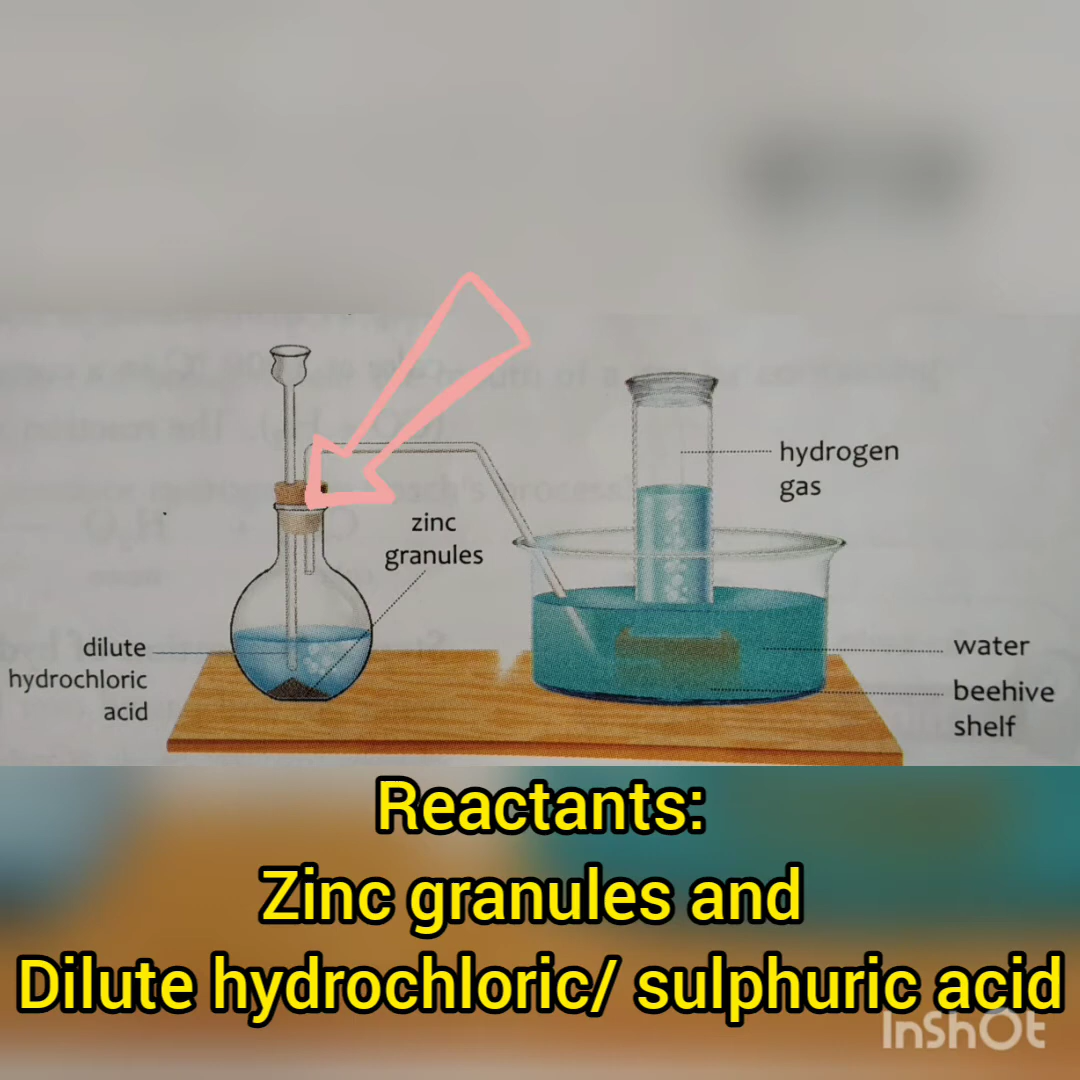 hydrogen
gas
zinc
granules
dilute
hydrochloric
acid
water
beehive
shelf
Reactants:
Zinc granules and
Dilute hydrochloric/ sulphuric acid
InShOt